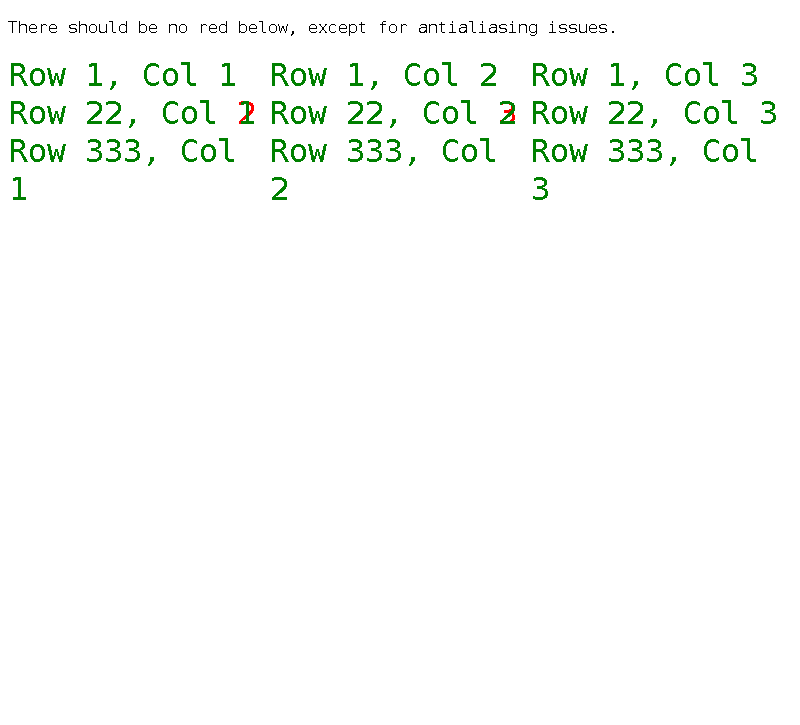 There should be no red below, except for antialiasing issues.
Row 1, Col 1 Row 1, Col 2 Row 1, Col 3
Row 22, Col 1 Row 22, Col 2 Row 22, Col 3
Row 333, Col Row 333, Col Row 333, Col
1 2 3